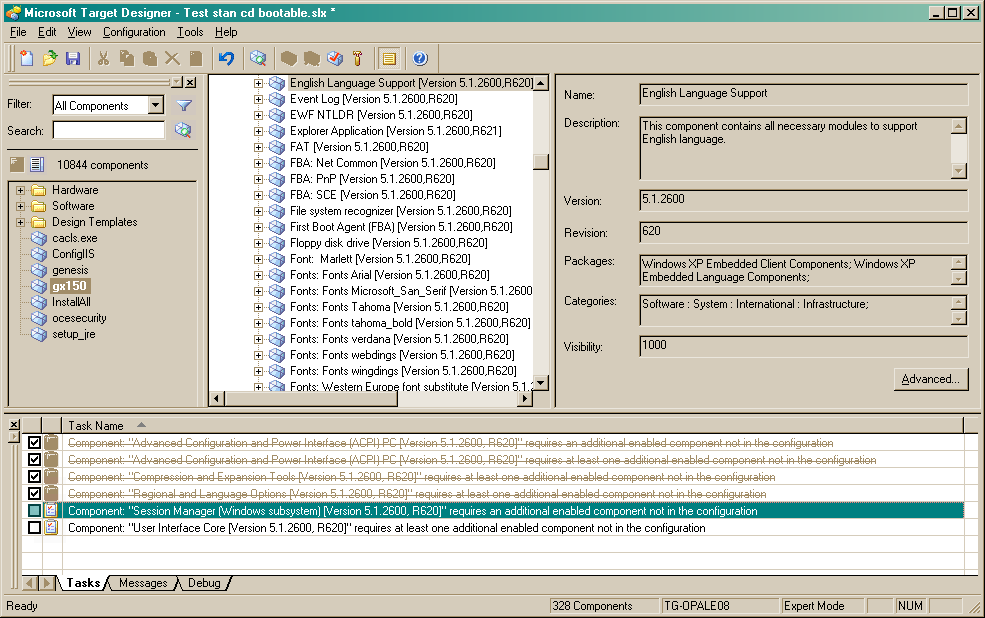 Microsoft Target Designer - Test stan cd bootable.slx *
File Edit View Configuration Tools Help
Filter: All Components
Search:
10844 components
Hardware
Software
Design Templates
cacls.exe
ConfigIIS
genesis
gx150
InstallAll
ocesecurity
setup_jre
English Language Support [Version 5.1.2600,R620]
Event Log [Version 5.1.2600,R620]
EWF NTLDR [Version 5.1.2600,R620]
Explorer Application [Version 5.1.2600,R621]
FAT [Version 5.1.2600,R620]
FBA: Net Common [Version 5.1.2600,R620]
FBA: PnP [Version 5.1.2600,R620]
FBA: SCE [Version 5.1.2600,R620]
File system recognizer [Version 5.1.2600,R620]
First Boot Agent (FBA) [Version 5.1.2600,R620]
Floppy disk drive [Version 5.1.2600,R620]
Font: Marlett [Version 5.1.2600,R620]
Fonts: Fonts Arial [Version 5.1.2600,R620]
Fonts: Fonts Microsoft_San_Serif [Version 5.1.2600
Fonts: Fonts Tahoma [Version 5.1.2600,R620]
Fonts: Fonts tahoma_bold [Version 5.1.2600,R620]
Fonts: Fonts verdana [Version 5.1.2600,R620]
Fonts: Fonts webdings [Version 5.1.2600,R620]
Fonts: Fonts wingdings [Version 5.1.2600,R620]
Fonts: Western Europe font substitute [Version 5.1.2
Name: English Language Support
Description: This component contains all necessary modules to support
English language.
Version: 5.1.2600
Revision: 620
Packages: Windows XP Embedded Client Components; Windows XP
Embedded Language Components;
Categories: Software : System : International : Infrastructure;
Visibility: 1000
Advanced...
Task Name
Component: "Advanced Configuration and Power Interface (ACPI) PC [Version 5.1.2600, R620]" requires an additional enabled component not in the configuration
Component: "Advanced Configuration and Power Interface (ACPI) PC [Version 5.1.2600, R620]" requires at least one additional enabled component not in the configuration
Component: "Compression and Expansion Tools [Version 5.1.2600, R620]" requires at least one additional enabled component not in the configuration
Component: "Regional and Language Options [Version 5.1.2600, R620]" requires at least one additional enabled component not in the configuration
Component: "Session Manager (Windows subsystem) [Version 5.1.2600, R620]" requires an additional enabled component not in the configuration
Component: "User Interface Core [Version 5.1.2600, R620]" requires at least one additional enabled component not in the configuration
Tasks Messages Debug
Ready 328 Components TG-OPALE08 Expert Mode NUM